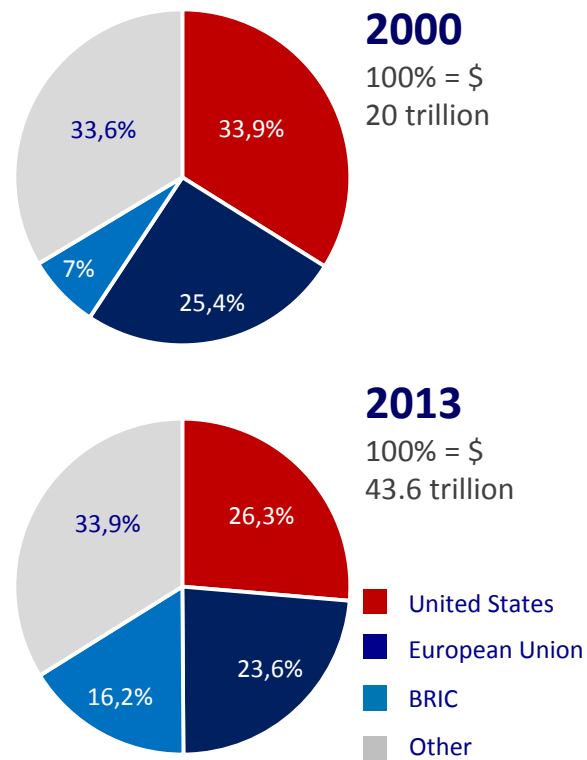 2000
100% = $
20 trillion
33,6%
33,9%
7%
25,4%
2013
100% = $
43.6 trillion
33,9%
26,3%
16,2%
23,6%
United States
European Union
BRIC
Other